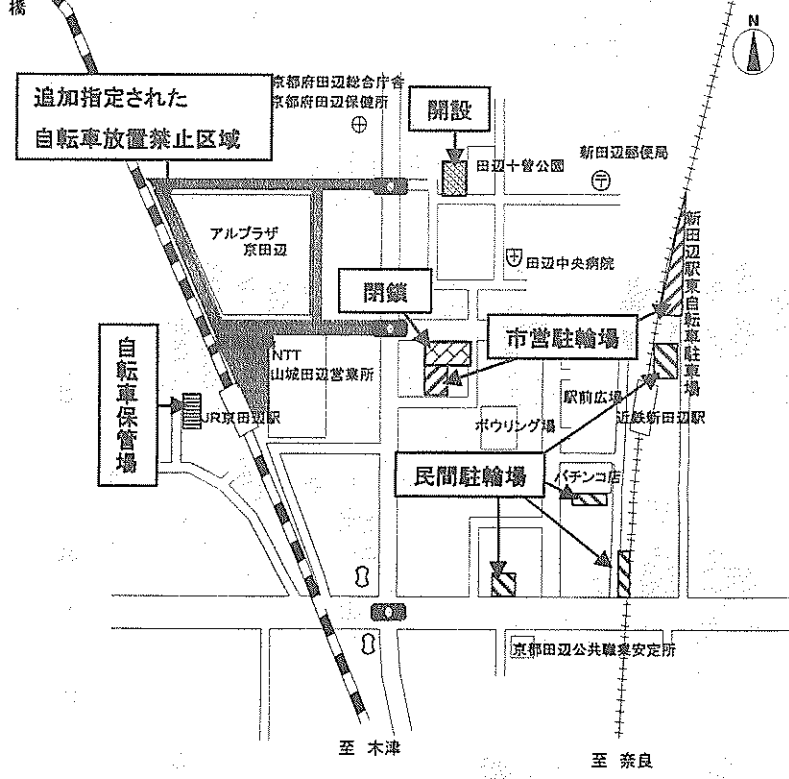 橋
N
追加指定された
自転車放置禁止区域
京都府田辺総合庁舎
京都府田辺保健所
開設
田辺十曽公園
新田辺郵便局
〒
アルプラザ
京田辺
田辺中央病院
新田辺駅東自転車駐車場
閉鎖
市営駐輪場
自転車保管場
NTT
山城田辺営業所
JR京田辺駅
駅前広場
ボウリング場
近鉄新田辺駅
民間駐輪場
パチンコ店
京都田辺公共職業安定所
至 木津
至 奈良